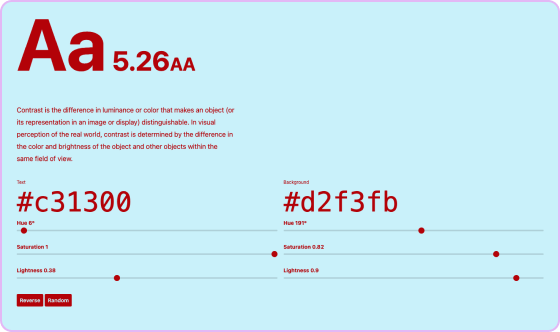 Aa 5.26AA
Contrast is the difference in luminance or color that makes an object (or
its representation in an image or display) distinguishable. In visual
perception of the real world, contrast is determined by the difference in
the color and brightness of the object and other objects within the
same field of view.
Text
#c31300
Hue 6°
Saturation 1
Lightness 0.38
Background
#d2f3fb
Hue 191°
Saturation 0.82
Lightness 0.9
Reverse Random